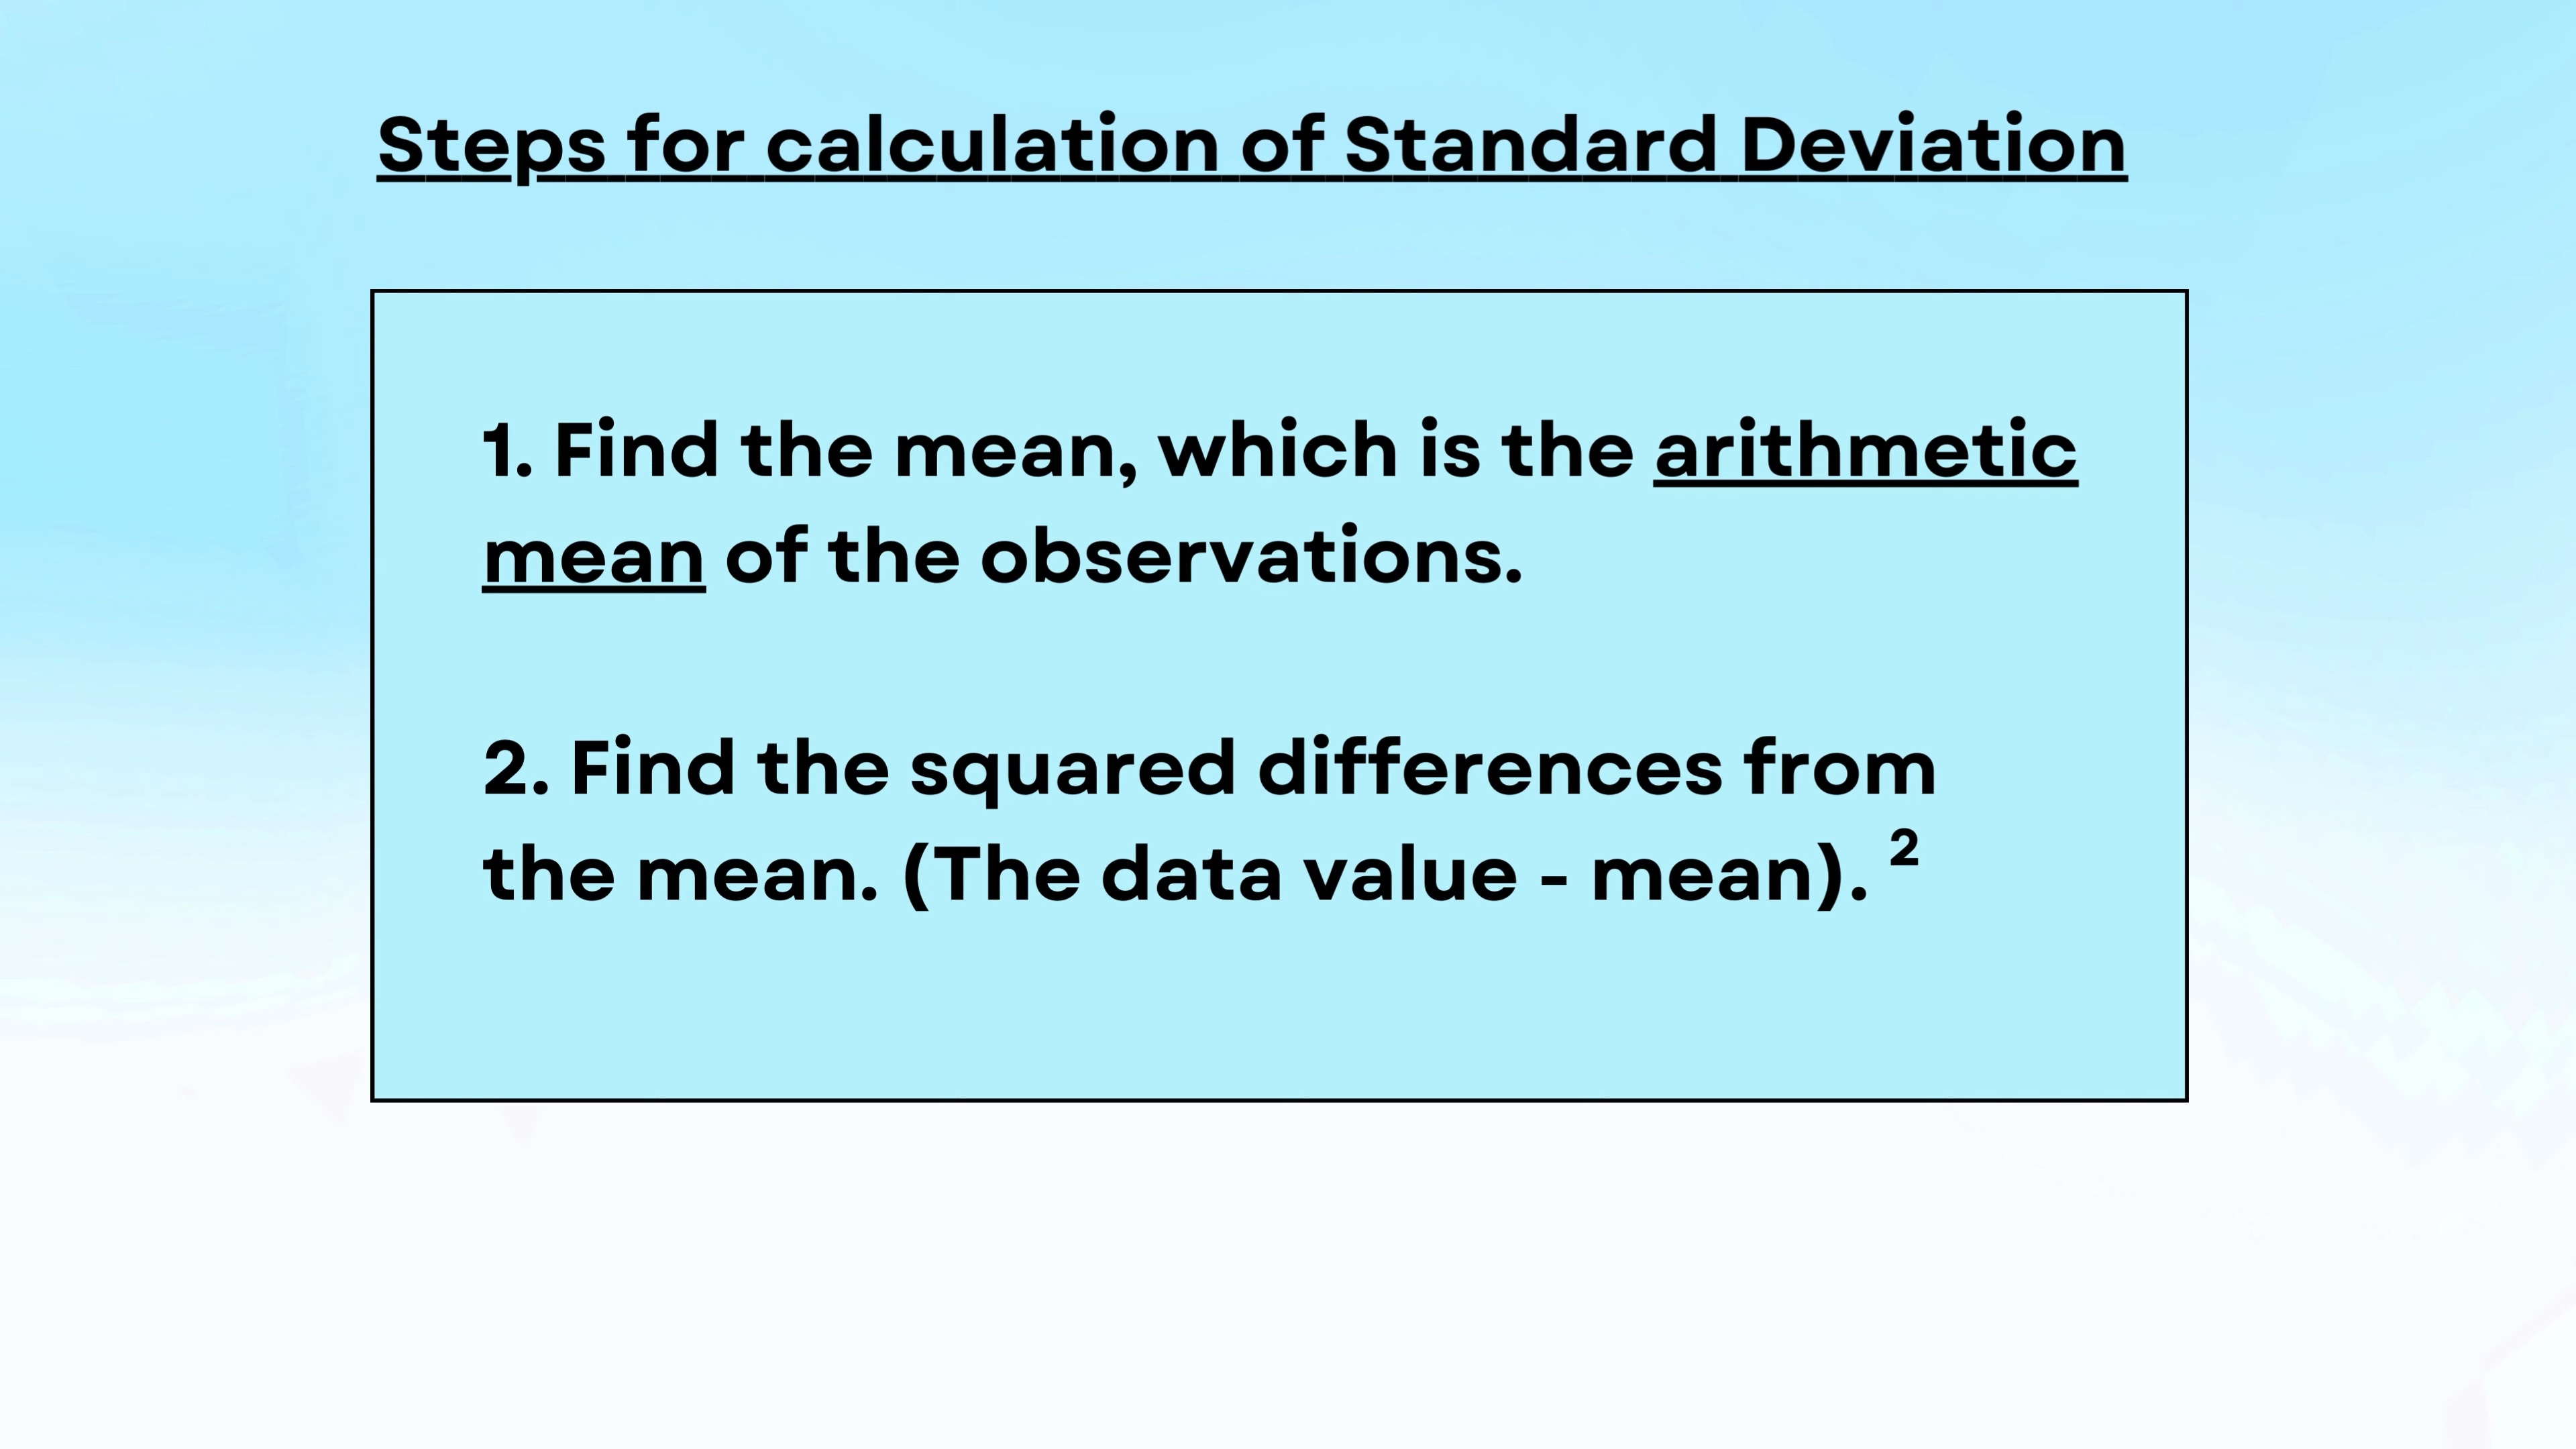 Steps for calculation of Standard Deviation
1. Find the mean, which is the arithmetic
mean of the observations.
2. Find the squared differences from
the mean. (The data value - mean). ²